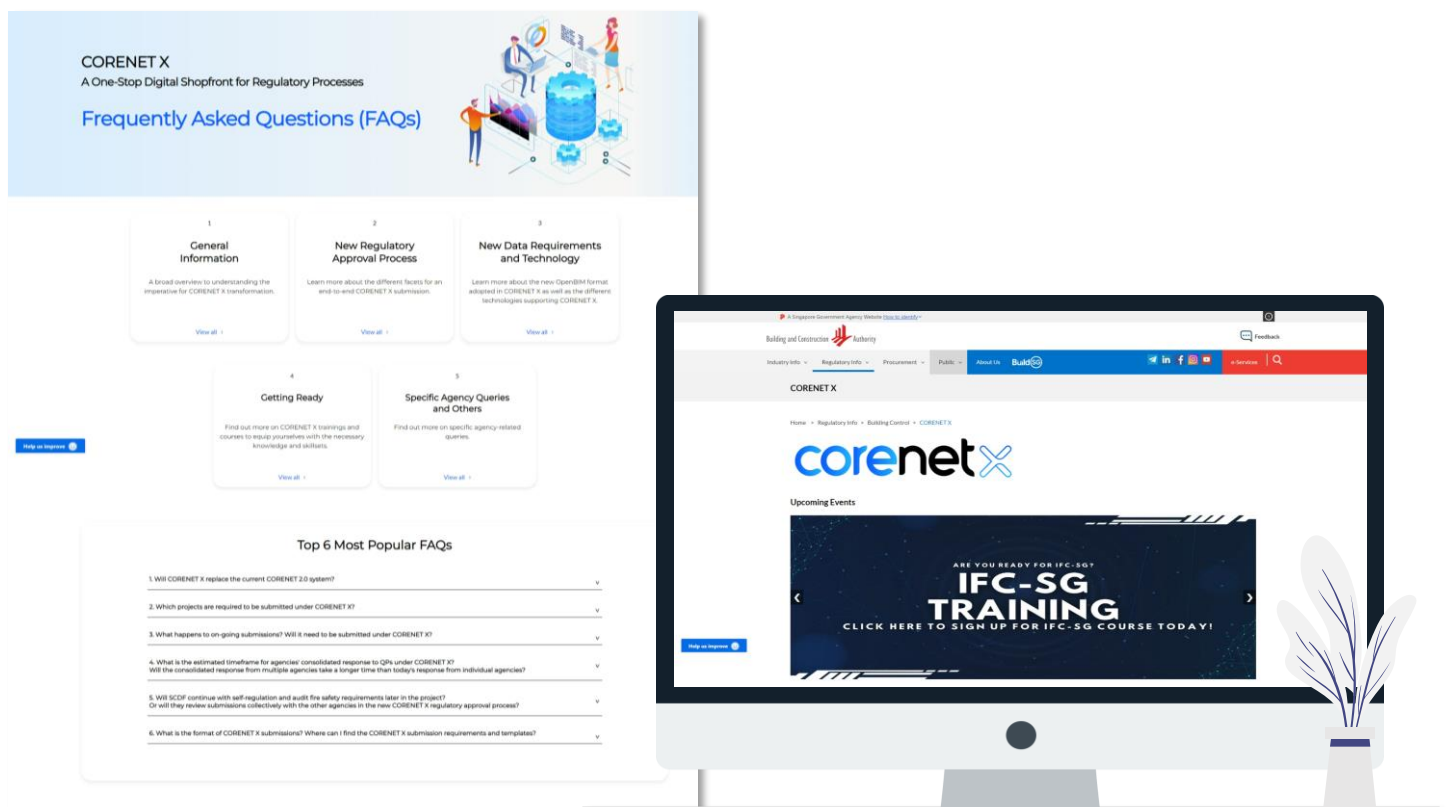 CORENET X
A One-Stop Digital Shopfront for Regulatory Processes
Frequently Asked Questions (FAQs)
1
General
Information
A broad overview to understanding the
imperative for CORENET X transformation.
View all ›
2
New Regulatory
Approval Process
Learn more about the different facets for an
end-to-end CORENET X submission.
View all ›
3
New Data Requirements
and Technology
Learn more about the new OpenBIM format
adopted in CORENET X as well as the different
technologies supporting CORENET X.
View all ›
4
Getting Ready
Find out more on CORENET X trainings and
courses to equip yourselves with the necessary
knowledge and skillsets.
View all ›
5
Specific Agency Queries
and Others
Find out more on specific agency-related
queries.
View all ›
Help us improve
Top 6 Most Popular FAQs
1. Will CORENET X replace the current CORENET 2.0 system?
2. Which projects are required to be submitted under CORENET X?
3. What happens to on-going submissions? Will it need to be submitted under CORENET X?
4. What is the estimated timeframe for agencies' consolidated response to QPs under CORENET X?
Will the consolidated response from multiple agencies take a longer time than today's response from individual agencies?
5. Will SCDF continue with self-regulation and audit fire safety requirements later in the project?
Or will they review submissions collectively with the other agencies in the new CORENET X regulatory approval process?
6. What is the format of CORENET X submissions? Where can I find the CORENET X submission requirements and templates?
A Singapore Government Agency Website How to identify
Building and Construction Authority
Feedback
Industry Info Regulatory Info Procurement Public About Us BuildSG e-Services
CORENET X
Home Regulatory Info Building Control CORENET X
corenet X
Upcoming Events
ARE YOU READY FOR IFC-SG?
IFC-SG
TRAINING
CLICK HERE TO SIGN UP FOR IFC-SG COURSE TODAY!
Help us improve